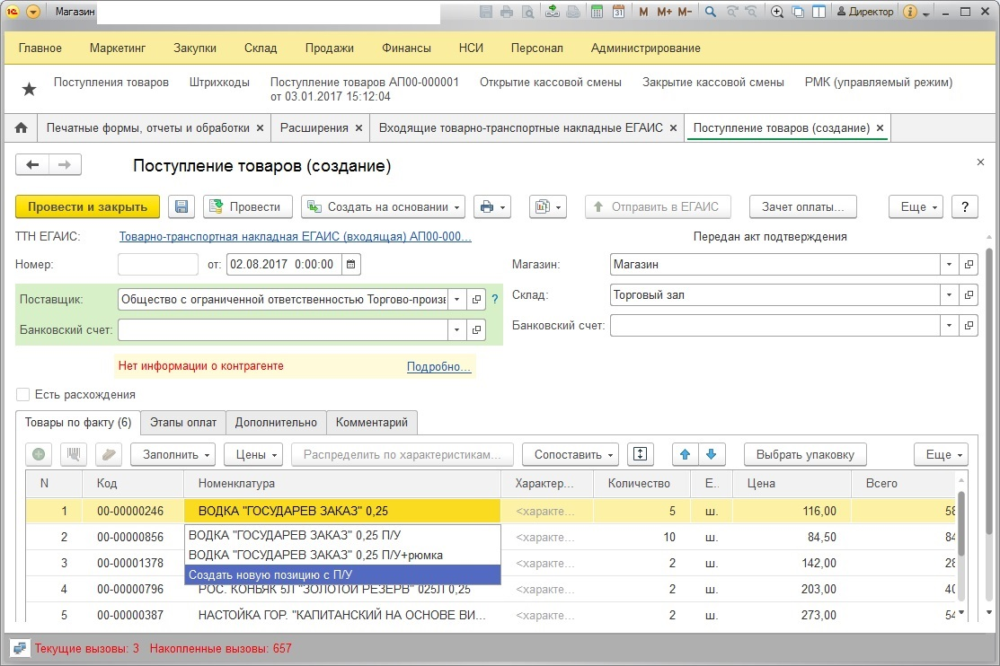 1С Магазин M M+ M- 31 Директор
Главное Маркетинг Закупки Склад Продажи Финансы НСИ Персонал Администрирование
Поступления товаров Штрихкоды Поступление товаров АП00-000001 Открытие кассовой смены Закрытие кассовой смены РМК (управляемый режим)
от 03.01.2017 15:12:04
Печатные формы, отчеты и обработки × Расширения × Входящие товарно-транспортные накладные ЕГАИС × Поступление товаров (создание) ×
Поступление товаров (создание) ×
Провести и закрыть Провести Создать на основании Отправить в ЕГАИС Зачет оплаты... Еще ?
ТТН ЕГАИС: Товарно-транспортная накладная ЕГАИС (входящая) АП00-000... Передан акт подтверждения
Номер: от: 02.08.2017 0:00:00 Магазин: Магазин
Поставщик: Общество с ограниченной ответственностью Торгово-произв ? Склад: Торговый зал
Банковский счет: Банковский счет:
Нет информации о контрагенте Подробно...
Есть расхождения
Товары по факту (6) Этапы оплат Дополнительно Комментарий
Заполнить Цены Распределить по характеристикам... Сопоставить Выбрать упаковку Еще
N Код Номенклатура Характер... Количество Е.. Цена Всего
1 00-00000246 ВОДКА "ГОСУДАРЕВ ЗАКАЗ" 0,25 <характе... 5 ш. 116,00 58
2 00-00000856 ВОДКА "ГОСУДАРЕВ ЗАКАЗ" 0,25 П/У <характе... 10 ш. 84,50 84
3 00-00001378 ВОДКА "ГОСУДАРЕВ ЗАКАЗ" 0,25 П/У+рюмка <характе... 2 ш. 142,00 28
Создать новую позицию с П/У
4 00-00000796 РОС. КОНЬЯК 5Л "ЗОЛОТОЙ РЕЗЕРВ" 025Л 0,25 <характе... 2 ш. 203,00 40
5 00-00000387 НАСТОЙКА ГОР. "КАПИТАНСКИЙ НА ОСНОВЕ ВИ... <характе... 2 ш. 273,00 54
Текущие вызовы: 3 Накопленные вызовы: 657